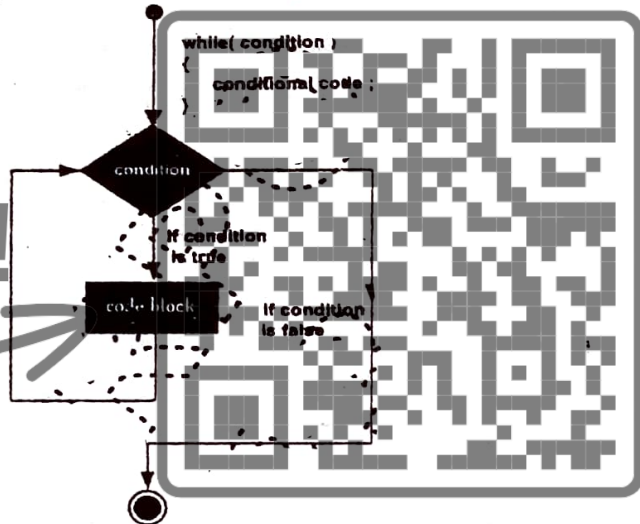 while( condition )
{
conditional code ;
}
condition
If condition
is true
code block
If condition
is false